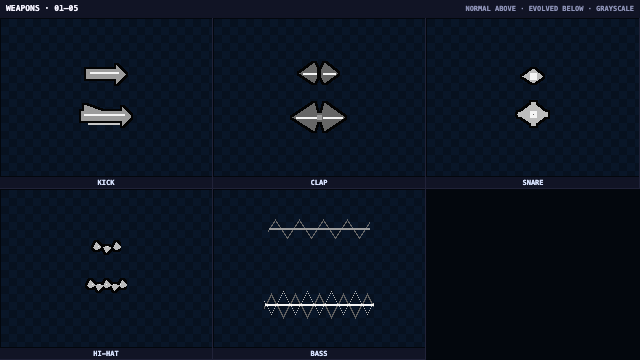 WEAPONS · 01—05
NORMAL ABOVE · EVOLVED BELOW · GRAYSCALE
KICK
CLAP
SNARE
HI-HAT
BASS